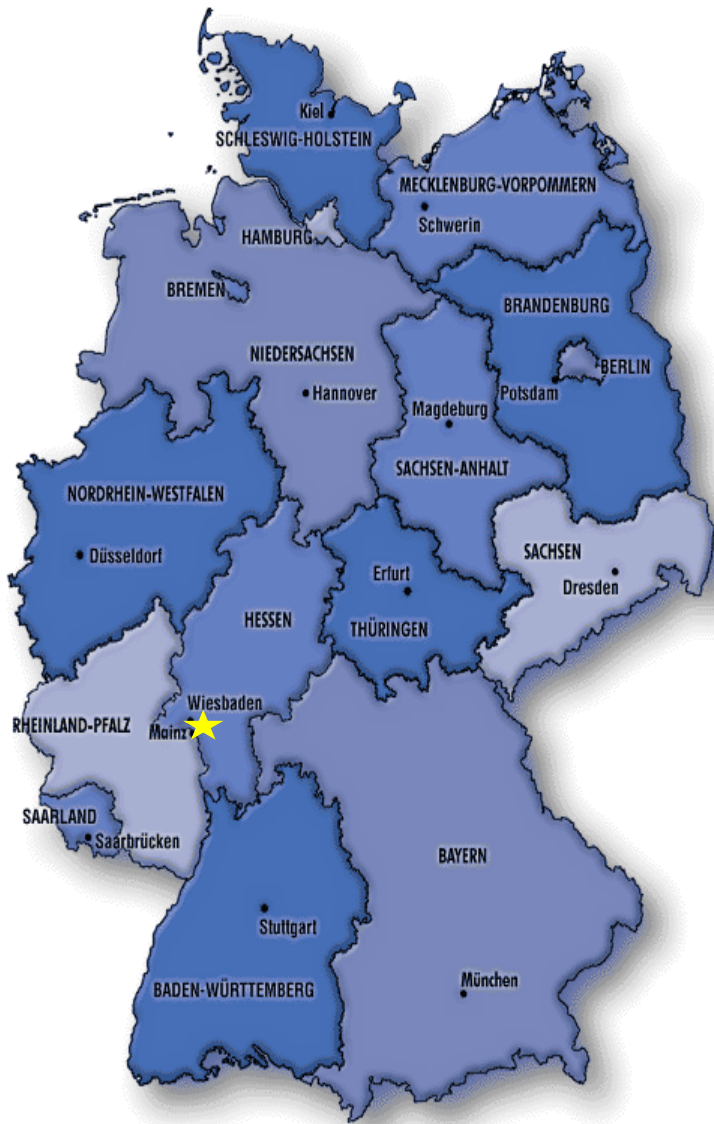 Kiel
SCHLESWIG-HOLSTEIN
MECKLENBURG-VORPOMMERN
Schwerin
HAMBURG
BREMEN
BRANDENBURG
NIEDERSACHSEN
BERLIN
Hannover
Potsdam
Magdeburg
SACHSEN-ANHALT
NORDRHEIN-WESTFALEN
Düsseldorf
SACHSEN
Erfurt
Dresden
HESSEN
THÜRINGEN
Wiesbaden
RHEINLAND-PFALZ
Mainz
SAARLAND
Saarbrücken
BAYERN
Stuttgart
München
BADEN-WÜRTTEMBERG